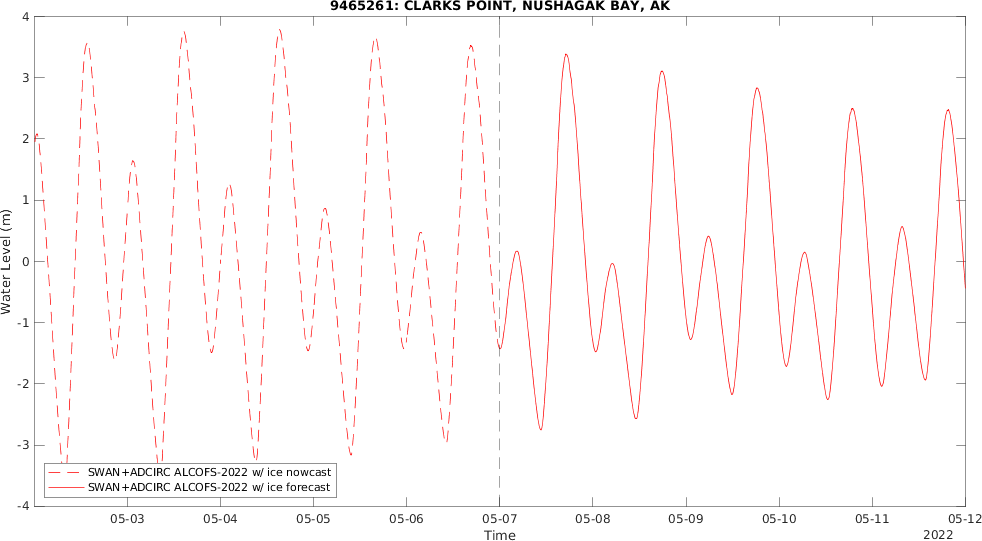 9465261: CLARKS POINT, NUSHAGAK BAY, AK
4
3
2
1
0
-1
-2
-3
-4
Water Level (m)
SWAN+ADCIRC ALCOFS-2022 w/ ice nowcast
SWAN+ADCIRC ALCOFS-2022 w/ ice forecast
05-03 05-04 05-05 05-06 05-07 05-08 05-09 05-10 05-11 05-12
Time
2022